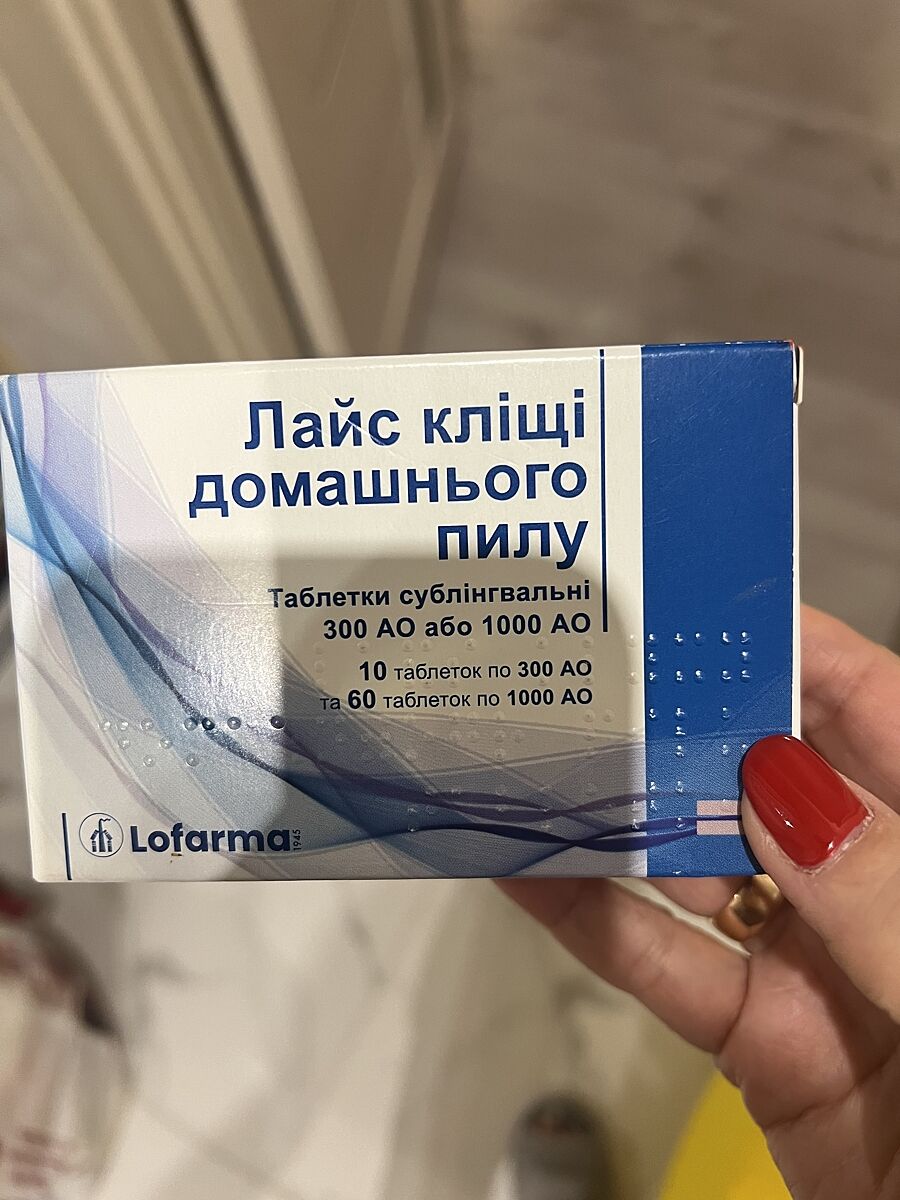 Лайс кліщі
домашнього
пилу
Таблетки сублінгвальні
300 АО або 1000 АО
10 таблеток по 300 АО
та 60 таблеток по 1000 АО
Lofarma 1945